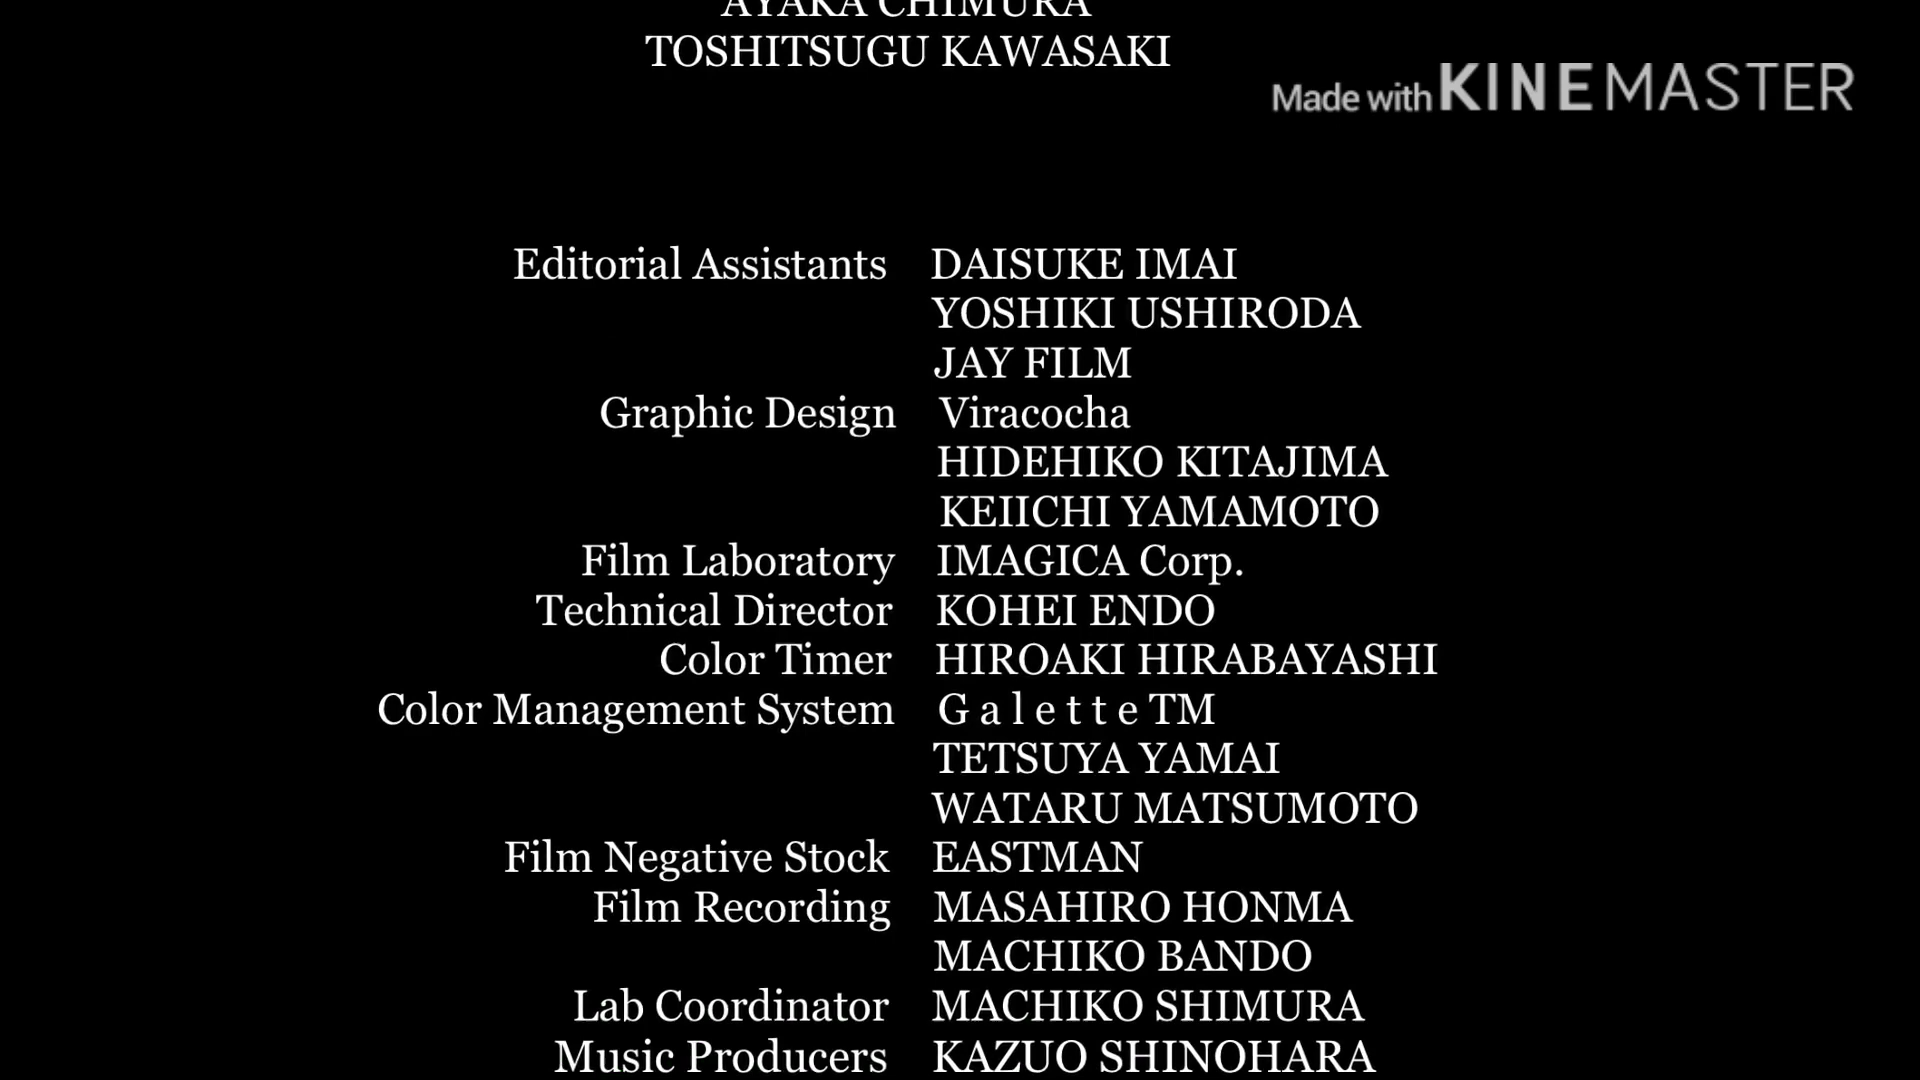 AYAKA CHIMURA
TOSHITSUGU KAWASAKI
Made with KINEMASTER
Editorial Assistants DAISUKE IMAI
YOSHIKI USHIRODA
JAY FILM
Graphic Design Viracocha
HIDEHIKO KITAJIMA
KEIICHI YAMAMOTO
Film Laboratory IMAGICA Corp.
Technical Director KOHEI ENDO
Color Timer HIROAKI HIRABAYASHI
Color Management System G a l e t t e TM
TETSUYA YAMAI
WATARU MATSUMOTO
Film Negative Stock EASTMAN
Film Recording MASAHIRO HONMA
MACHIKO BANDO
Lab Coordinator MACHIKO SHIMURA
Music Producers KAZUO SHINOHARA